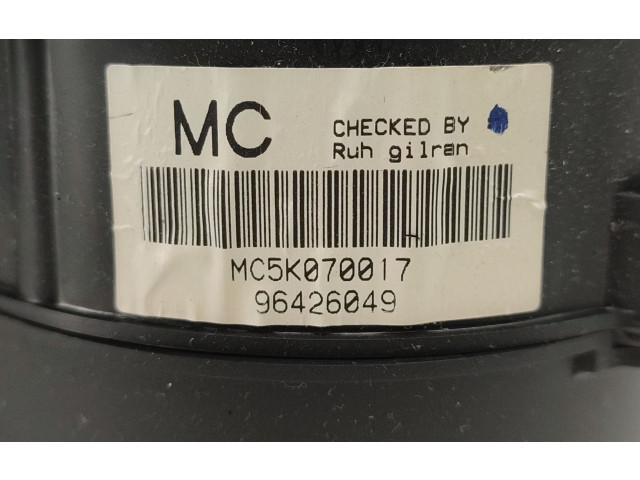 MC
CHECKED BY
Ruh gilran
MC5K070017
96426049